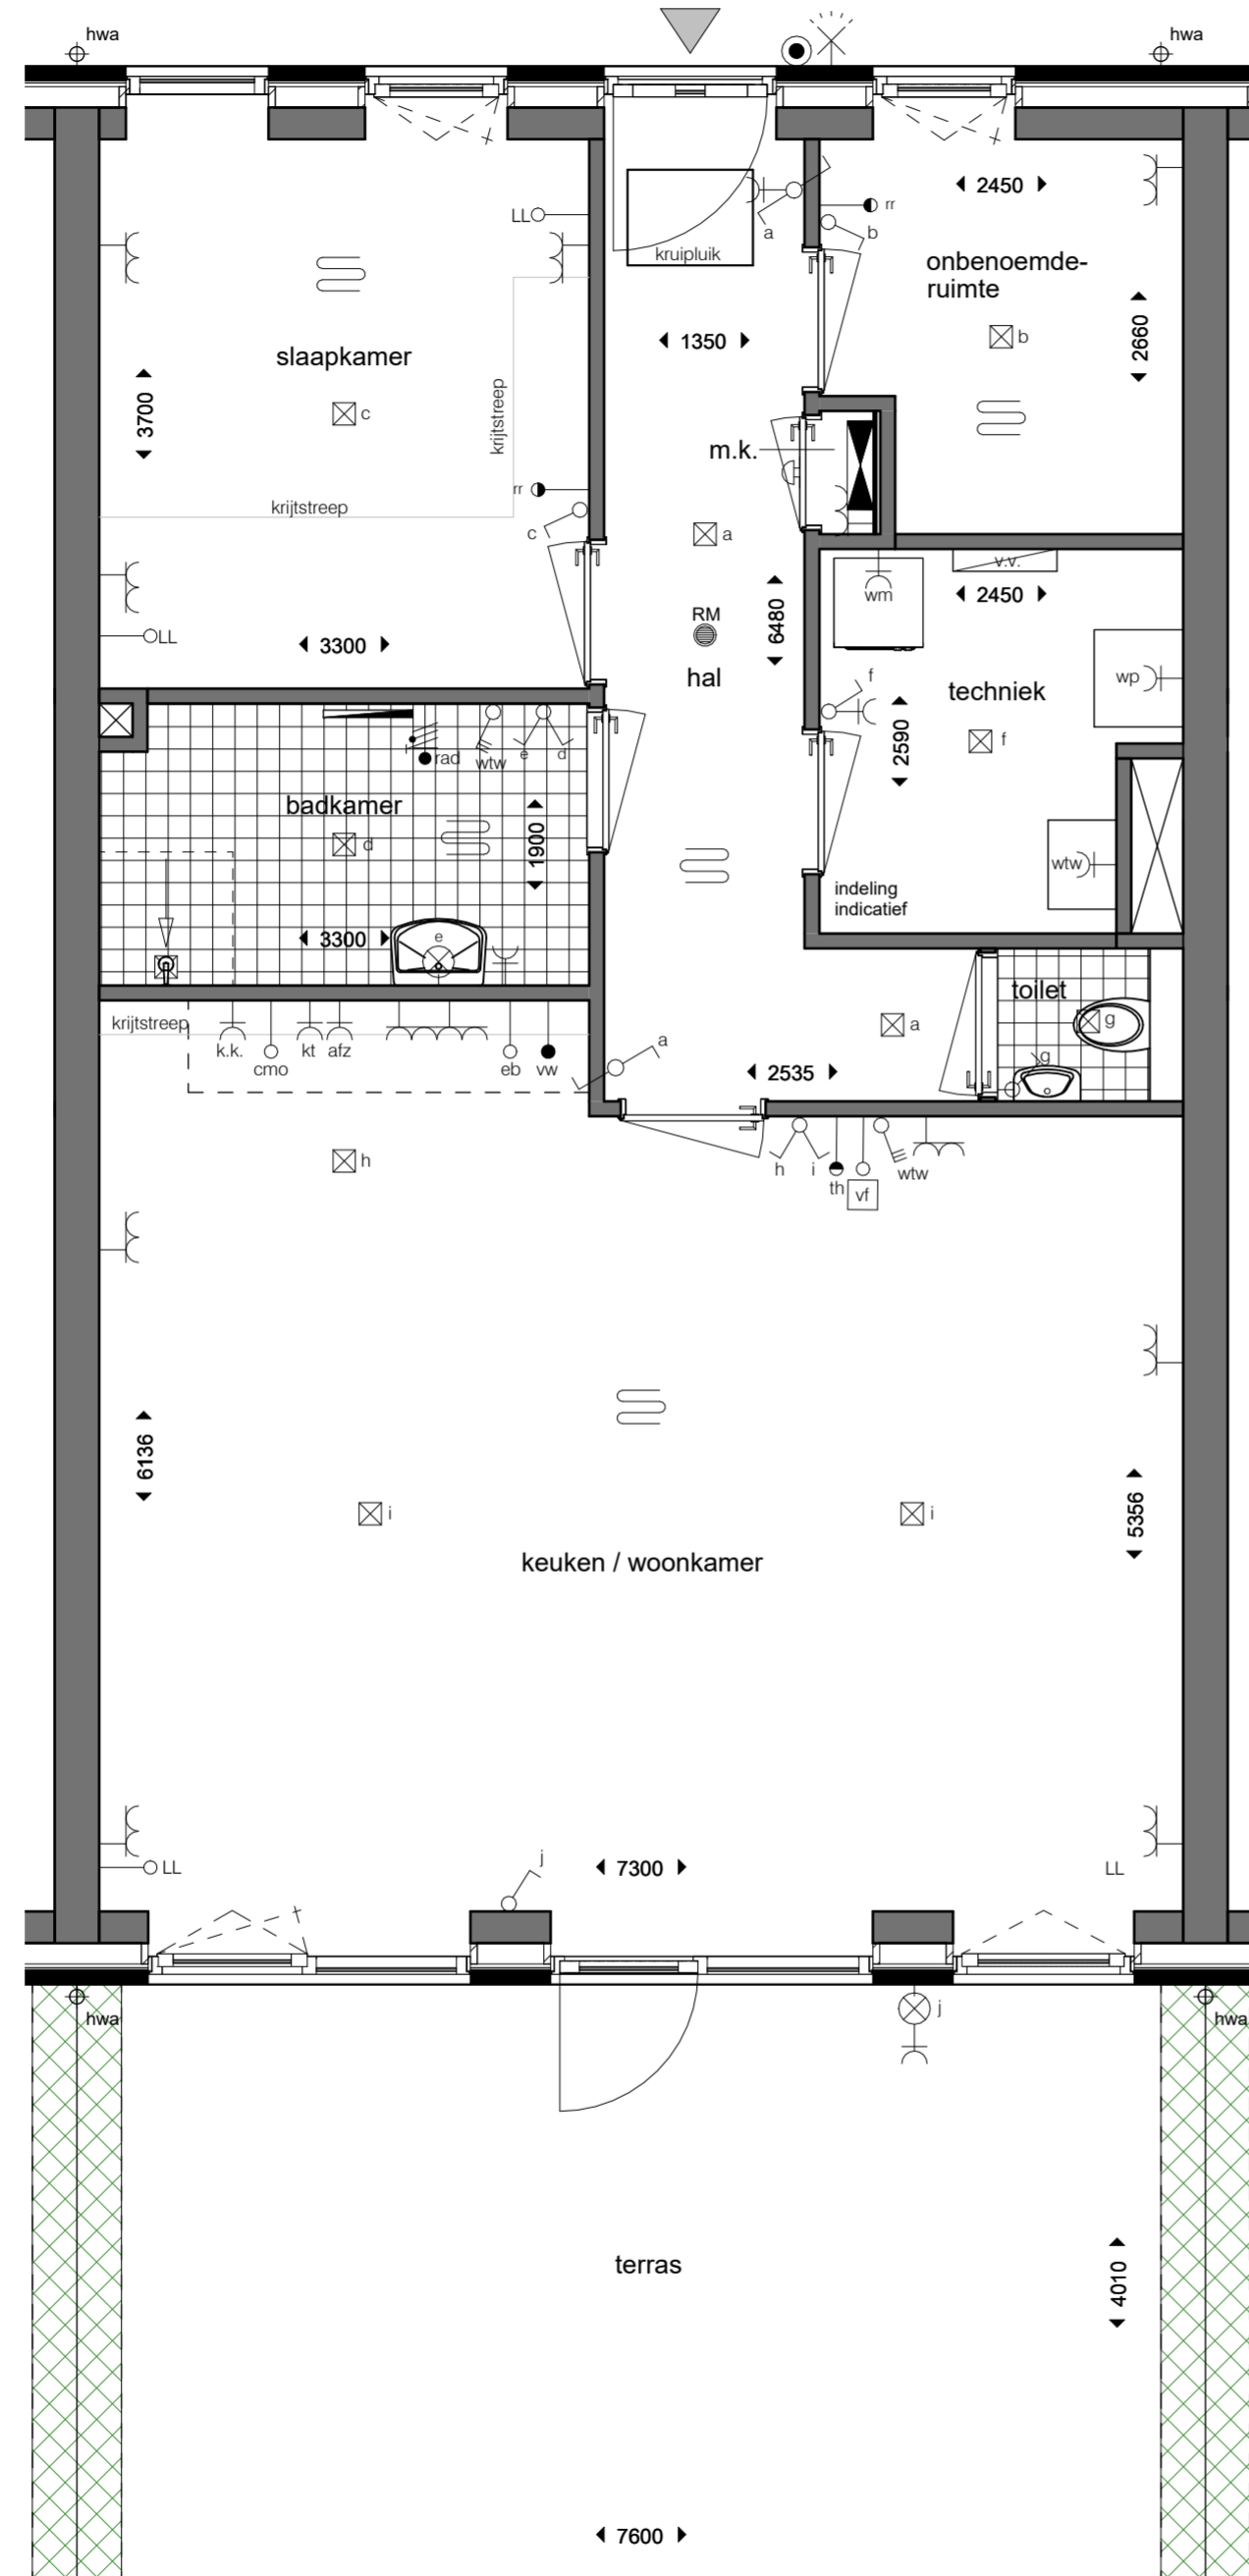 hwa
hwa
2450
LL
rr
a
b
kruipluik
onbenoemde-
ruimte
2660
1350
b
slaapkamer
3700
c
krijtstreep
m.k.
rr
krijtstreep
c
a
v.v.
wm
2450
RM
6480
LL
3300
hal
f
wp
techniek
2590
f
rad
wtw
e
d
badkamer
1900
d
wtw
indeling
indicatief
3300
e
toilet
krijtstreep
a
g
k.k.
cmo
kt
afz
eb
vw
a
g
2535
h
h
i
th
vf
wtw
6136
5356
i
i
keuken / woonkamer
LL
j
7300
LL
hwa
j
hwa
terras
4010
7600